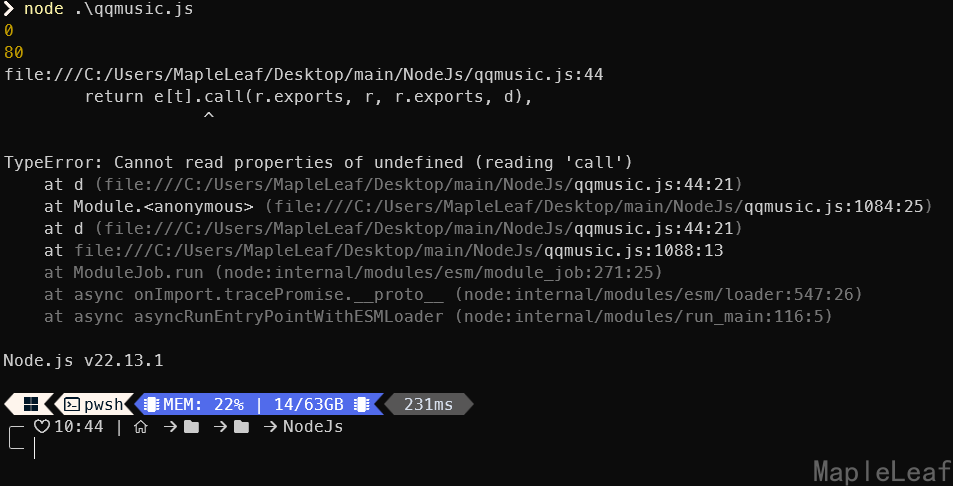 ❯ node .\qqmusic.js
0
80
file:///C:/Users/MapleLeaf/Desktop/main/NodeJs/qqmusic.js:44
        return e[t].call(r.exports, r, r.exports, d),
                    ^
TypeError: Cannot read properties of undefined (reading 'call')
    at d (file:///C:/Users/MapleLeaf/Desktop/main/NodeJs/qqmusic.js:44:21)
    at Module.<anonymous> (file:///C:/Users/MapleLeaf/Desktop/main/NodeJs/qqmusic.js:1084:25)
    at d (file:///C:/Users/MapleLeaf/Desktop/main/NodeJs/qqmusic.js:44:21)
    at file:///C:/Users/MapleLeaf/Desktop/main/NodeJs/qqmusic.js:1088:13
    at ModuleJob.run (node:internal/modules/esm/module_job:271:25)
    at async onImport.tracePromise.__proto__ (node:internal/modules/esm/loader:547:26)
    at async asyncRunEntryPointWithESMLoader (node:internal/modules/run_main:116:5)
Node.js v22.13.1
pwsh MEM: 22% | 14/63GB 231ms
10:44 | → → → NodeJs
MapleLeaf